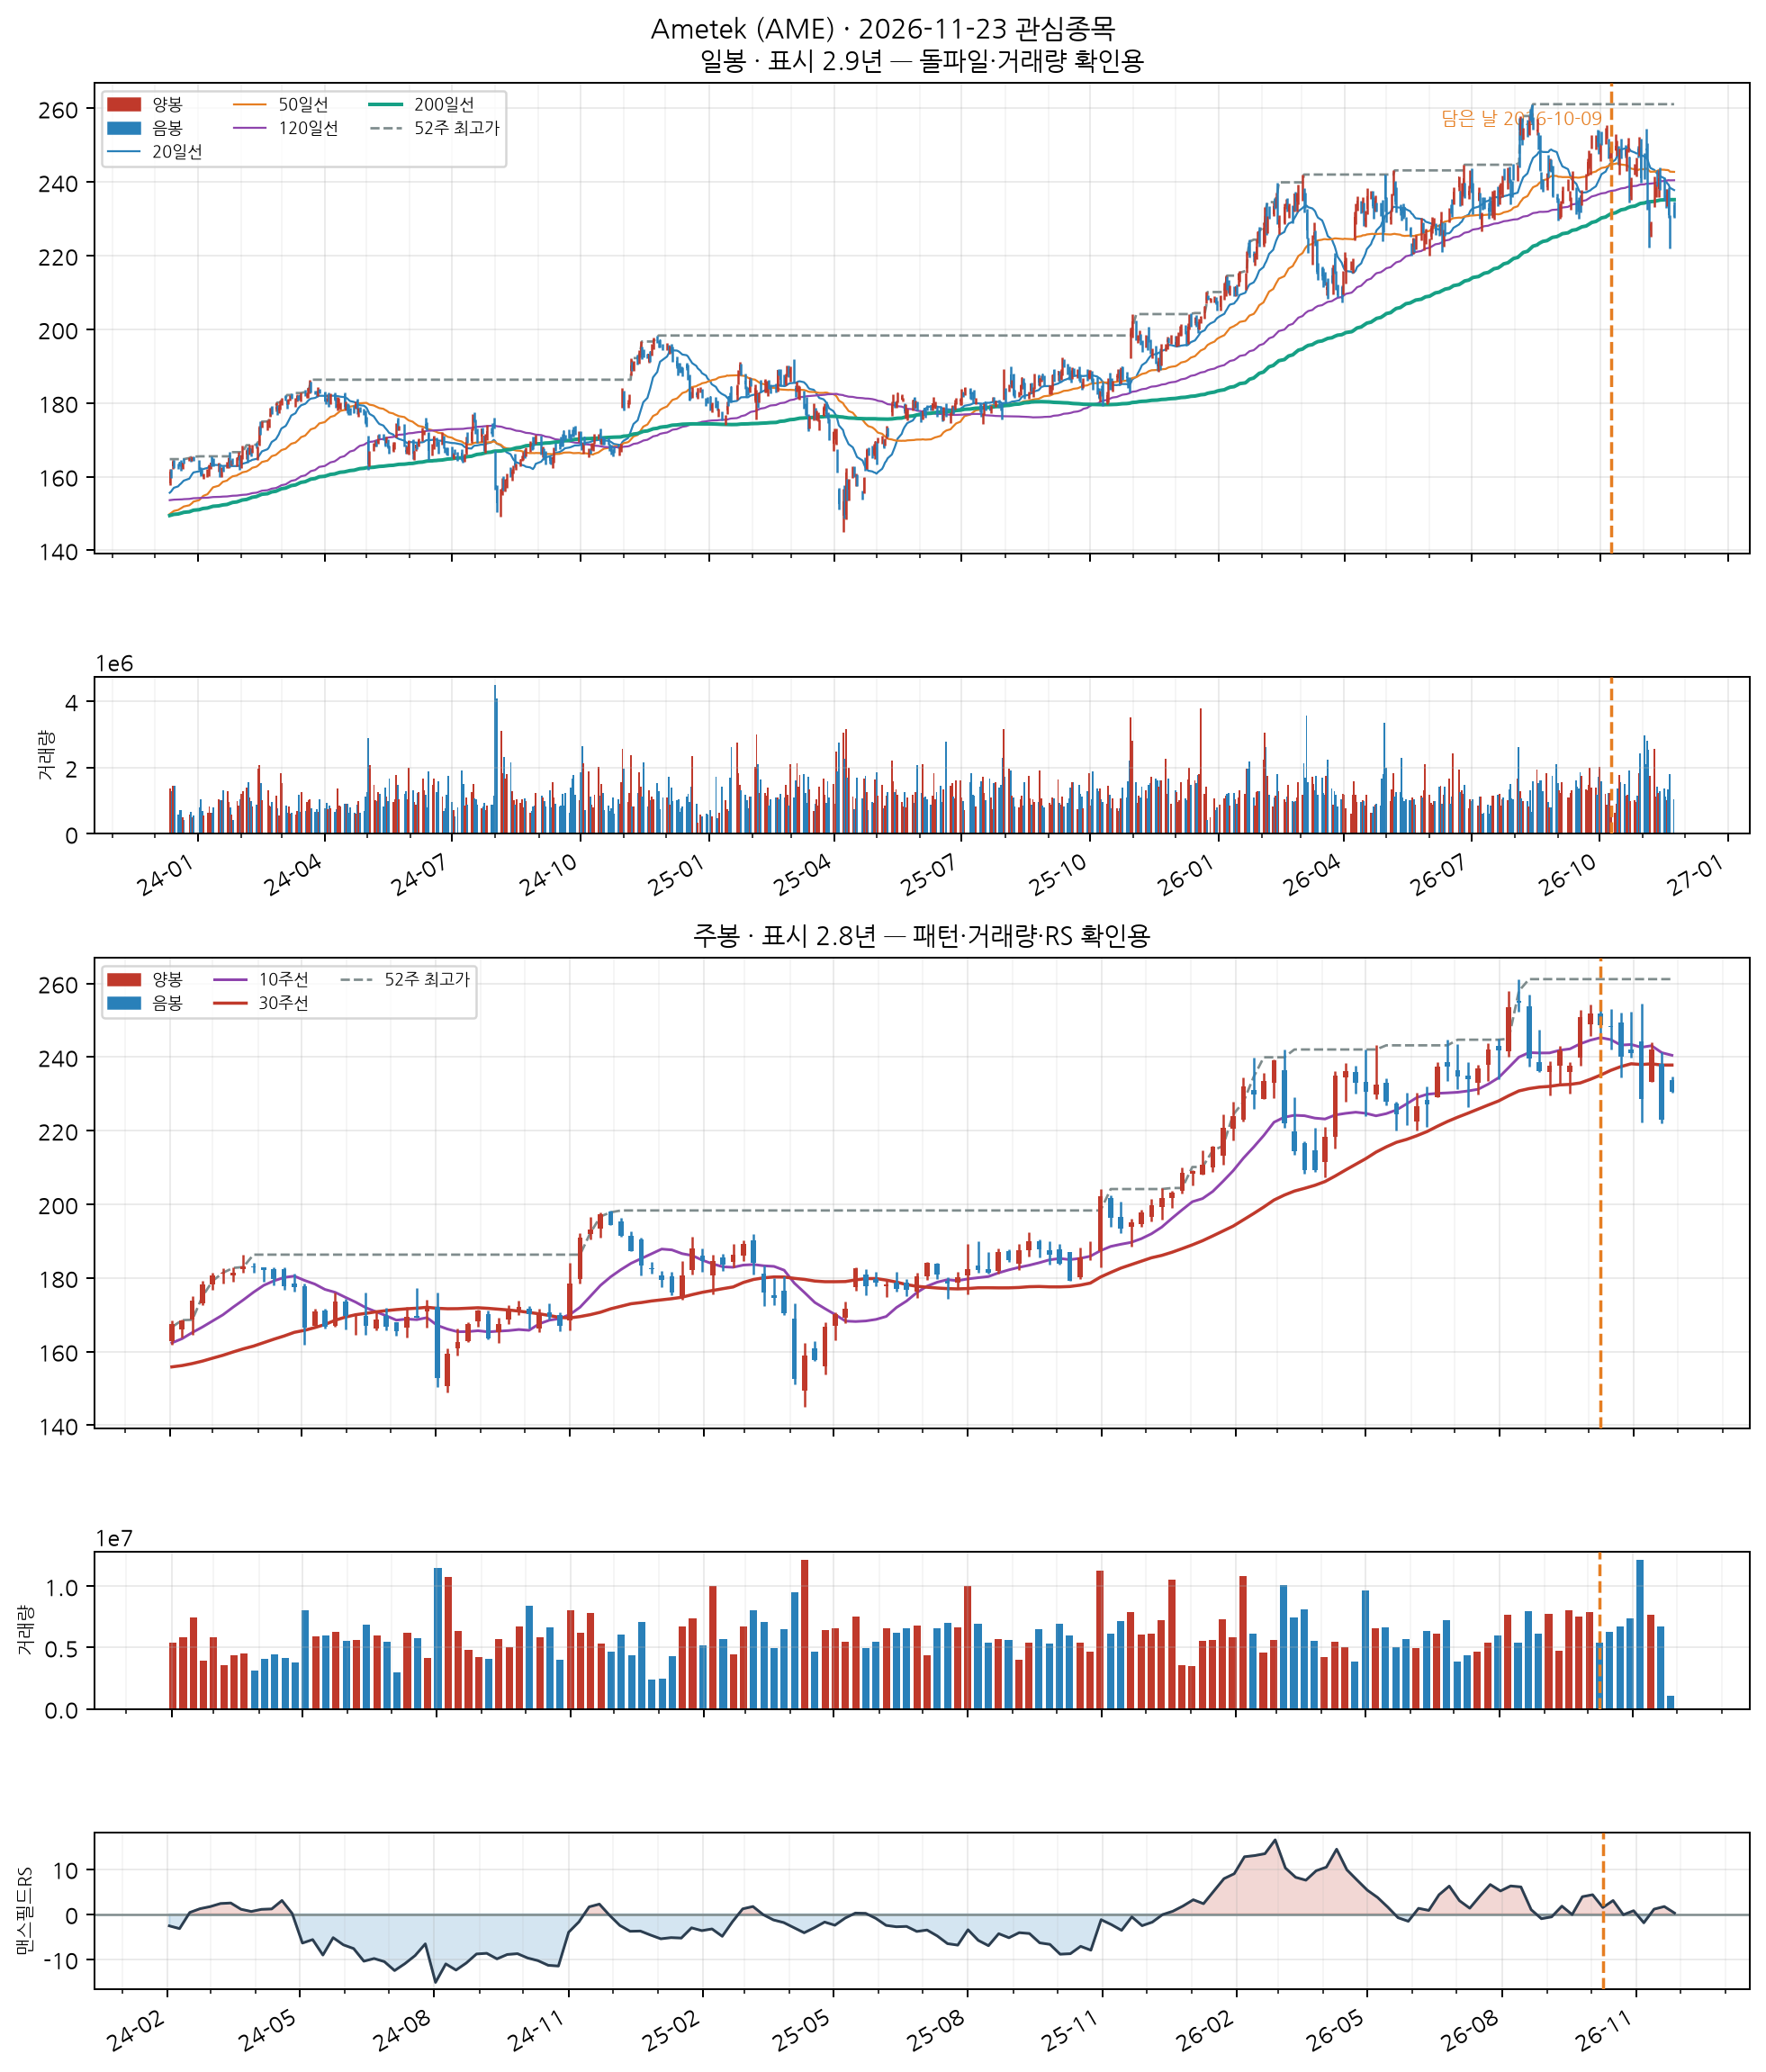 Ametek (AME) · 2026-11-23 관심종목
일봉 · 표시 2.9년 — 돌파일·거래량 확인용
양봉
음봉
20일선
50일선
120일선
200일선
52주 최고가
담은 날 2026-10-09
260
240
220
200
180
160
140
1e6
거래량
4
2
0
24-01
24-04
24-07
24-10
25-01
25-04
25-07
25-10
26-01
26-04
26-07
26-10
27-01
주봉 · 표시 2.8년 — 패턴·거래량·RS 확인용
양봉
음봉
10주선
30주선
52주 최고가
260
240
220
200
180
160
140
1e7
거래량
1.0
0.5
0.0
맨스필드RS
10
0
-10
24-02
24-05
24-08
24-11
25-02
25-05
25-08
25-11
26-02
26-05
26-08
26-11